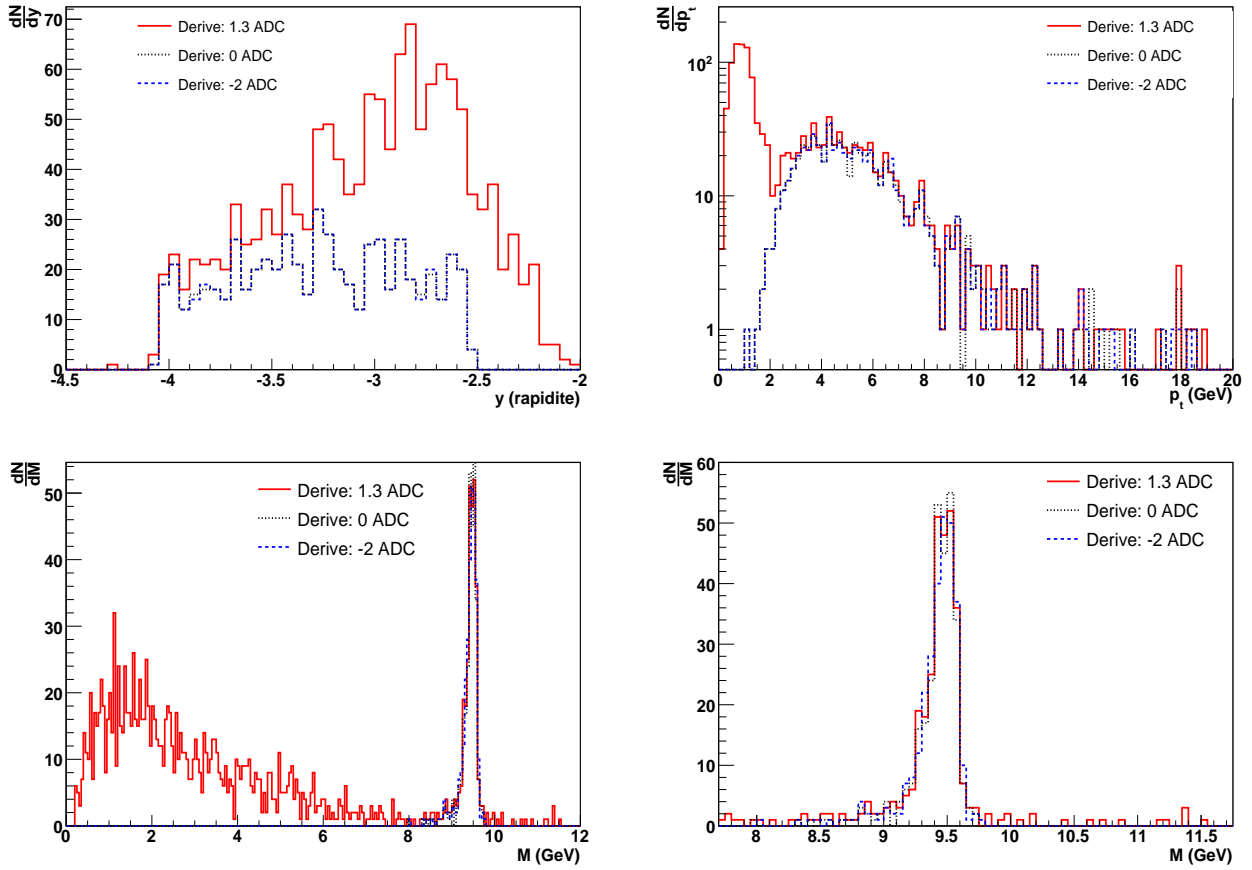 dN
dy
70
60
50
40
30
20
10
0
-4.5
-4
-3.5
-3
-2.5
-2
y (rapidite)
Derive: 1.3 ADC
Derive: 0 ADC
Derive: -2 ADC
dN
dp_t
10^2
10
1
0
2
4
6
8
10
12
14
16
18
20
p_t (GeV)
Derive: 1.3 ADC
Derive: 0 ADC
Derive: -2 ADC
dN
dM
50
40
30
20
10
0
0
2
4
6
8
10
12
M (GeV)
Derive: 1.3 ADC
Derive: 0 ADC
Derive: -2 ADC
dN
dM
60
50
40
30
20
10
0
8
8.5
9
9.5
10
10.5
11
11.5
M (GeV)
Derive: 1.3 ADC
Derive: 0 ADC
Derive: -2 ADC